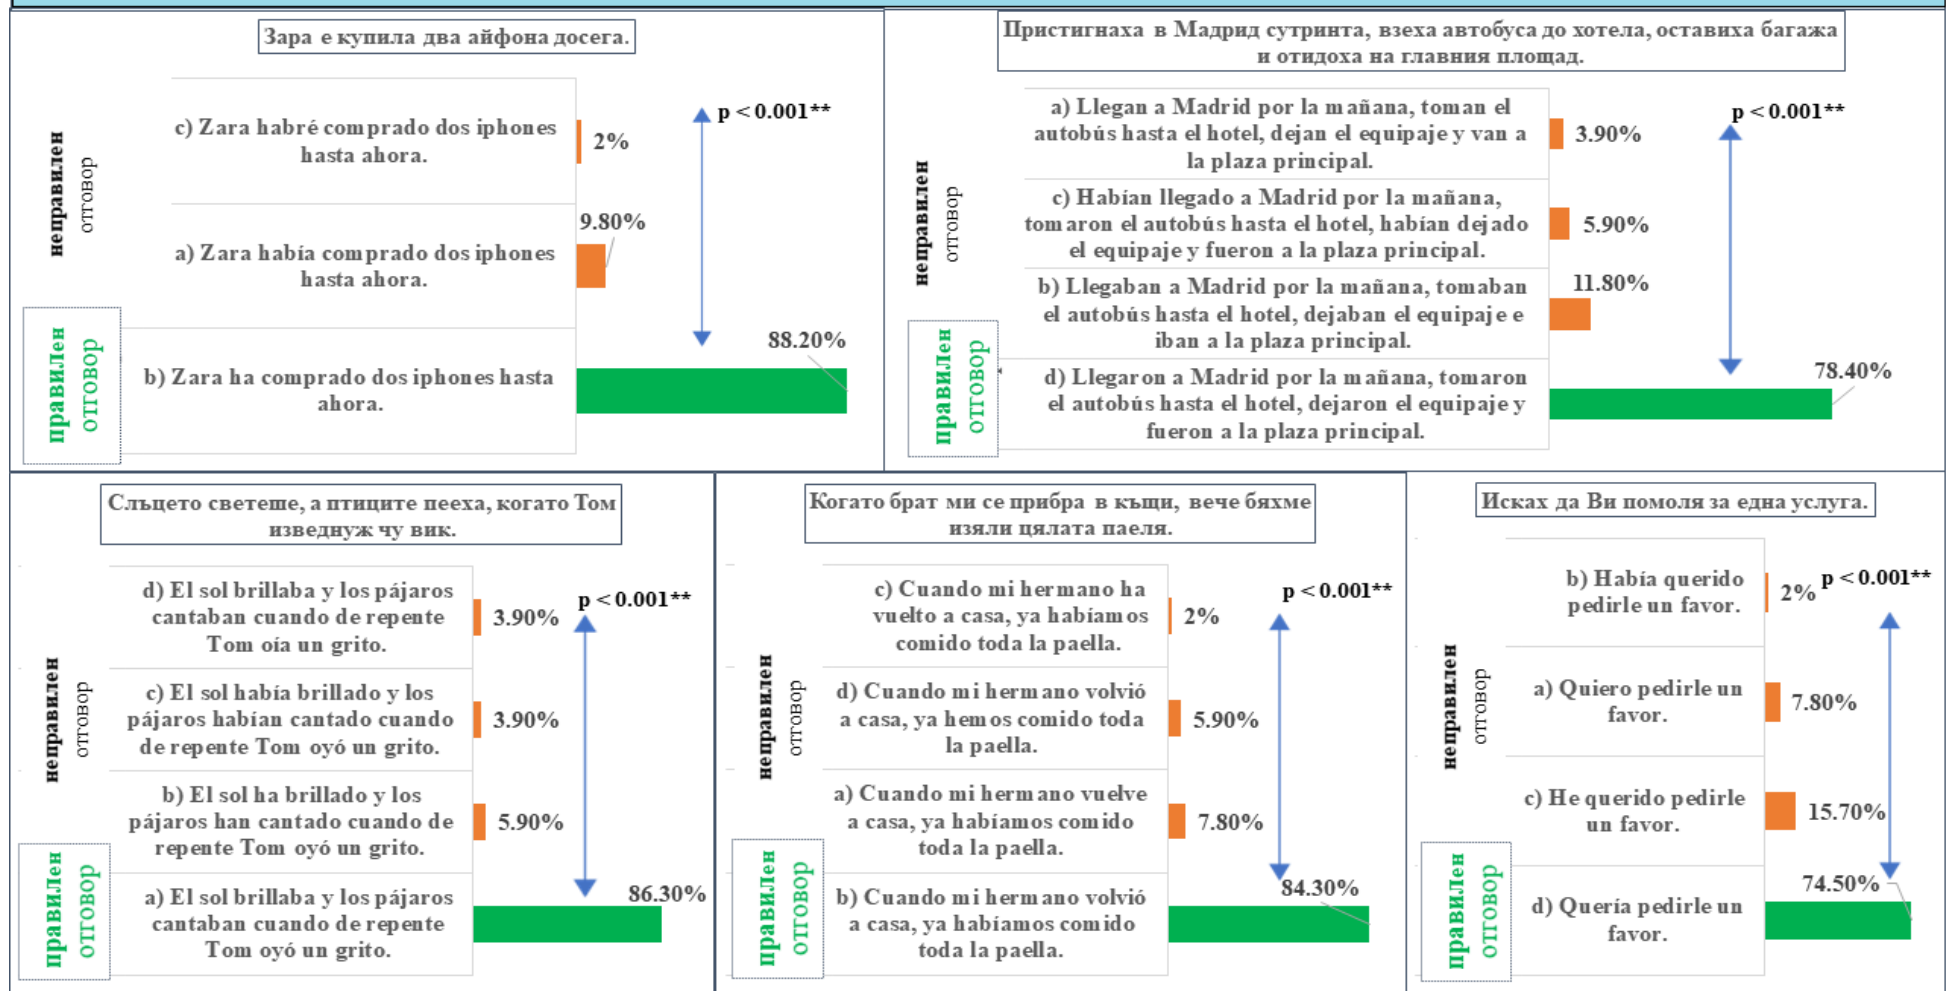 Зара е купила два айфона досега.
неправилен
отговор
c) Zara habré comprado dos iphones
hasta ahora.
2%
a) Zara había comprado dos iphones
hasta ahora.
9.80%
p < 0.001**
правилен
отговор
b) Zara ha comprado dos iphones hasta
ahora.
88.20%
Пристигнаха в Мадрид сутринта, взеха автобуса до хотела, оставиха багажа
и отидоха на главния площад.
неправилен
отговор
a) Llegan a Madrid por la mañana, toman el
autobús hasta el hotel, dejan el equipaje y van a
la plaza principal.
3.90%
p < 0.001**
c) Habían llegado a Madrid por la mañana,
tomaron el autobús hasta el hotel, habían dejado
el equipaje y fueron a la plaza principal.
5.90%
b) Llegaban a Madrid por la mañana, tomaban
el autobús hasta el hotel, dejaban el equipaje e
iban a la plaza principal.
11.80%
правилен
отговор
d) Llegaron a Madrid por la mañana, tomaron
el autobús hasta el hotel, dejaron el equipaje y
fueron a la plaza principal.
78.40%
Слъцето светеше, а птиците пееха, когато Том
изведнуж чу вик.
неправилен
отговор
d) El sol brillaba y los pájaros
cantaban cuando de repente
Tom oía un grito.
3.90%
p < 0.001**
c) El sol había brillado y los
pájaros habían cantado cuando
de repente Tom oyó un grito.
3.90%
b) El sol ha brillado y los
pájaros han cantado cuando de
repente Tom oyó un grito.
5.90%
правилен
отговор
a) El sol brillaba y los pájaros
cantaban cuando de repente
Tom oyó un grito.
86.30%
Когато брат ми се прибра в къщи, вече бяхме
изяли цялата паеля.
неправилен
отговор
c) Cuando mi hermano ha
vuelto a casa, ya habíamos
comido toda la paella.
2%
p < 0.001**
d) Cuando mi hermano volvió
a casa, ya hemos comido toda
la paella.
5.90%
a) Cuando mi hermano vuelve
a casa, ya habíamos comido
toda la paella.
7.80%
правилен
отговор
b) Cuando mi hermano volvió
a casa, ya habíamos comido
toda la paella.
84.30%
Исках да Ви помоля за една услуга.
неправилен
отговор
b) Había querido
pedirle un favor.
2%
p < 0.001**
a) Quiero pedirle un
favor.
7.80%
c) He querido pedirle
un favor.
15.70%
правилен
отговор
d) Quería pedirle un
favor.
74.50%